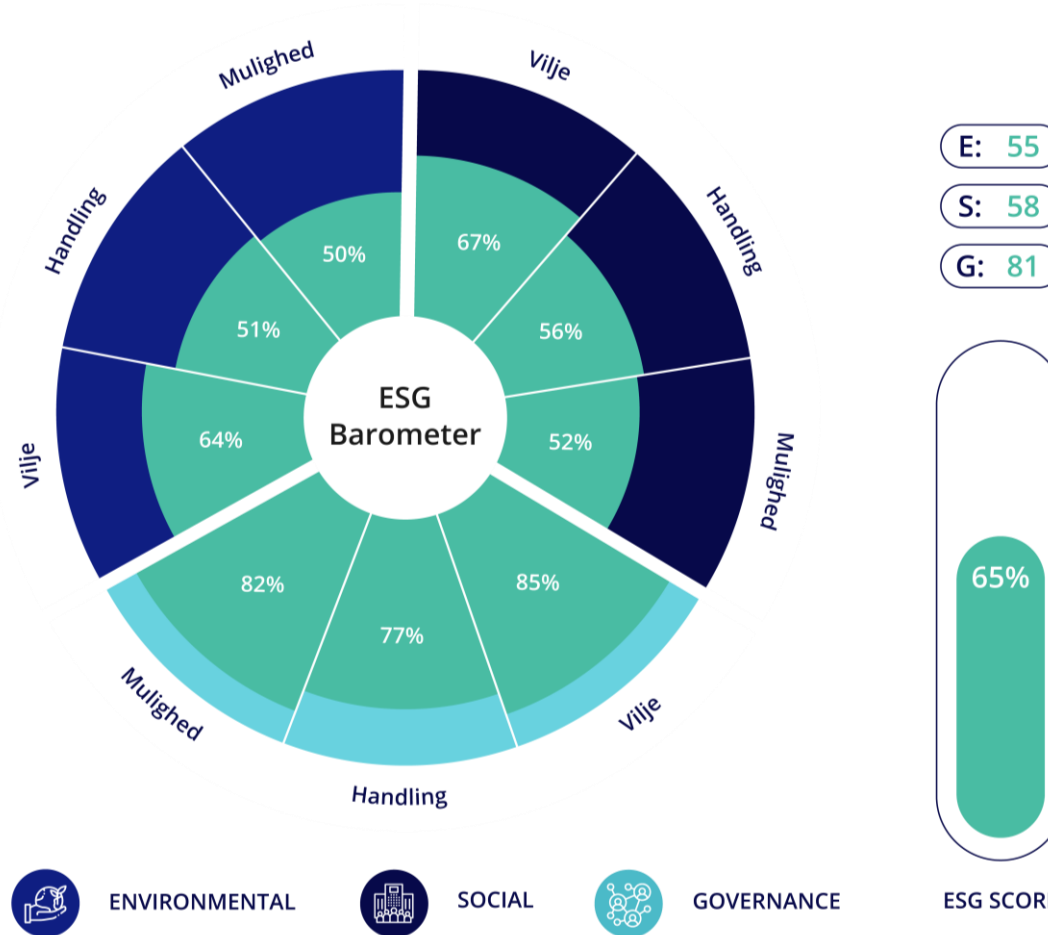 Mulighed
Vilje
Handling
Handling
50%
67%
51%
56%
ESG
Barometer
64%
52%
Vilje
Mulighed
82%
85%
77%
Mulighed
Vilje
Handling
E: 55
S: 58
G: 81
65%
ENVIRONMENTAL
SOCIAL
GOVERNANCE
ESG SCOR